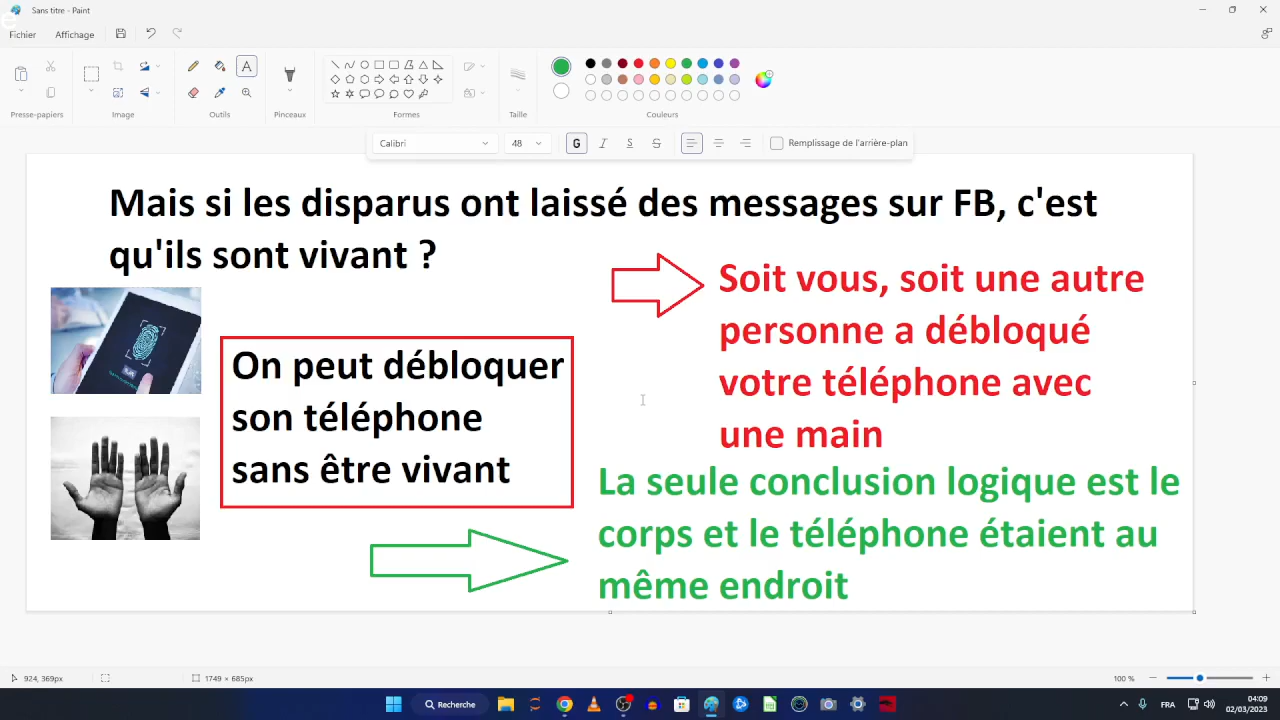 Sans titre - Paint
Fichier
Affichage
Presse-papiers
Image
Outils
Pinceaux
Formes
Taille
Couleurs
Calibri
48
G
Remplissage de l'arrière-plan
Mais si les disparus ont laissé des messages sur FB, c'est
qu'ils sont vivant ?
Soit vous, soit une autre
personne a débloqué
votre téléphone avec
une main
On peut débloquer
son téléphone
sans être vivant
La seule conclusion logique est le
corps et le téléphone étaient au
même endroit
924, 369px
1749 × 685px
100 %
Recherche
FRA
04:09
02/03/2023